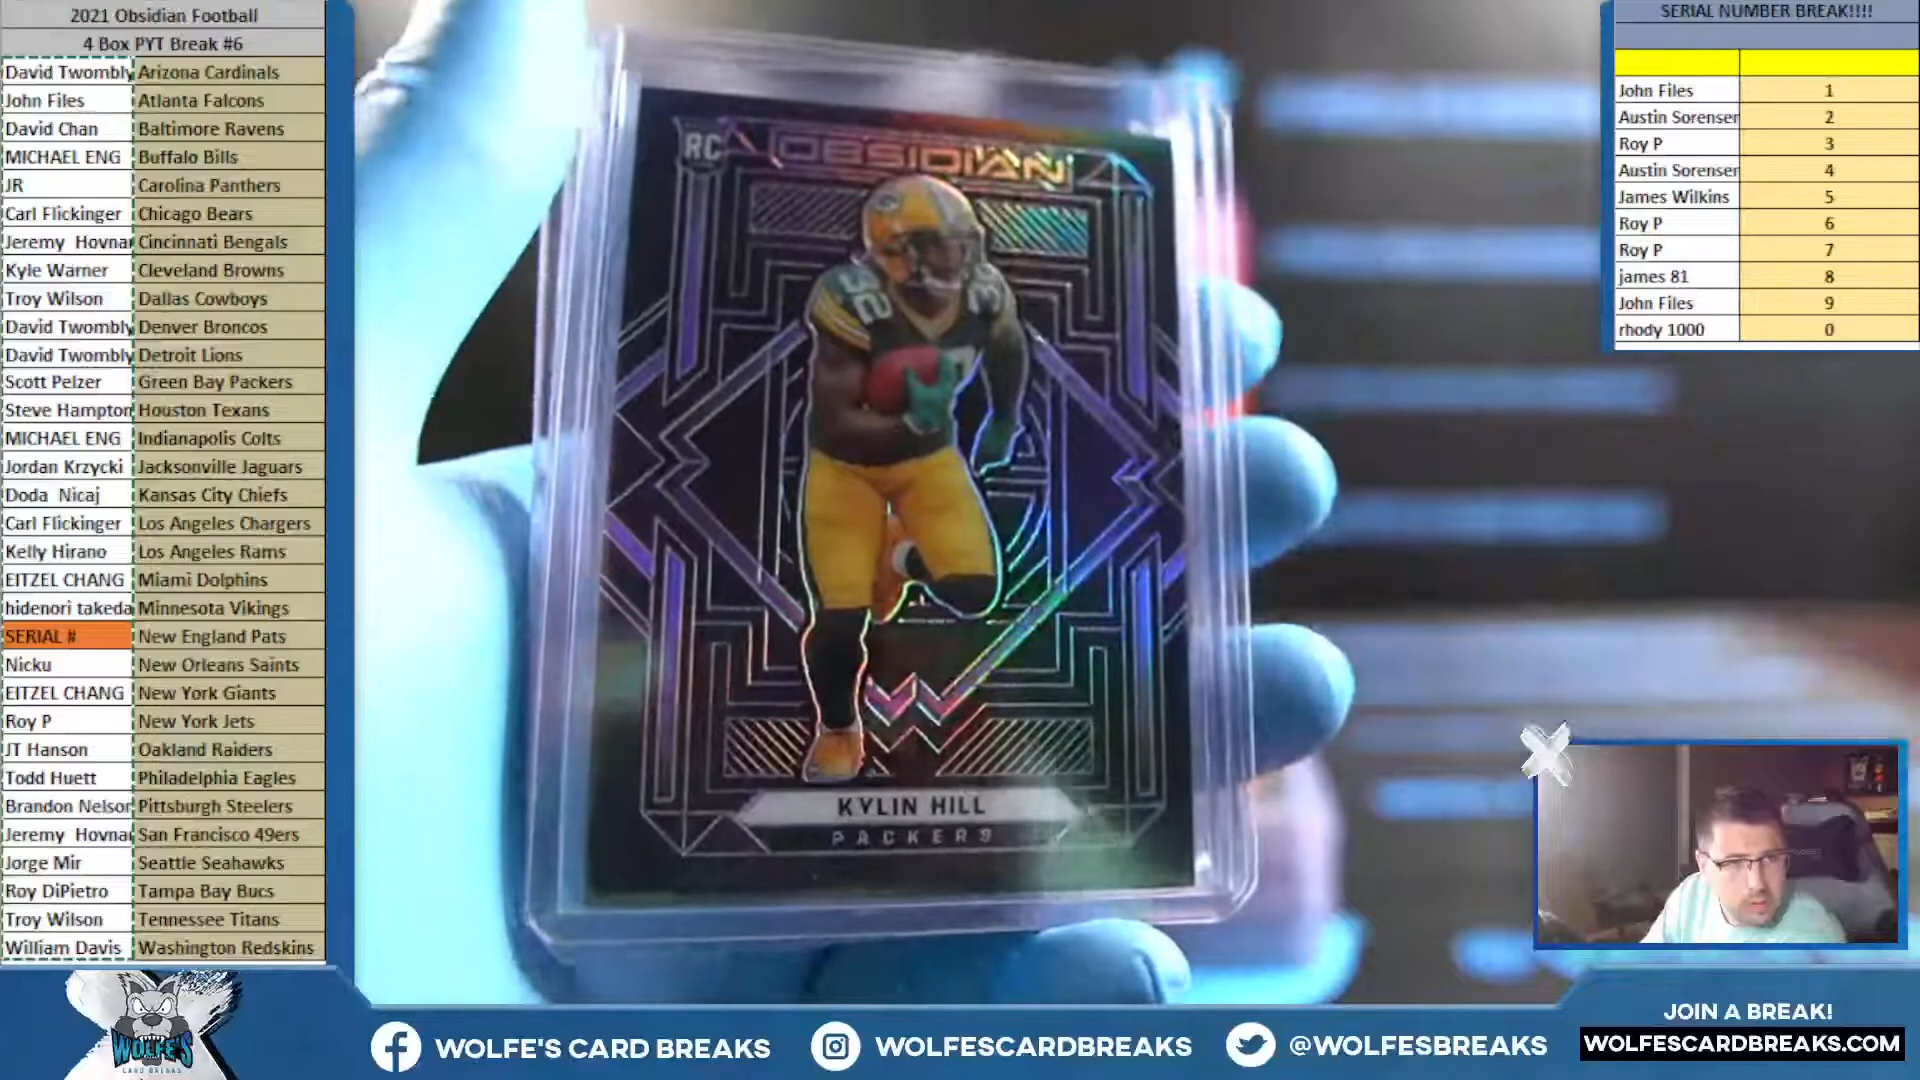 2021 Obsidian Football
4 Box PYT Break #6
David Twombly Arizona Cardinals
John Files Atlanta Falcons
David Chan Baltimore Ravens
MICHAEL ENG Buffalo Bills
JR Carolina Panthers
Carl Flickinger Chicago Bears
Jeremy Hovnar Cincinnati Bengals
Kyle Warner Cleveland Browns
Troy Wilson Dallas Cowboys
David Twombly Denver Broncos
David Twombly Detroit Lions
Scott Pelzer Green Bay Packers
Steve Hampton Houston Texans
MICHAEL ENG Indianapolis Colts
Jordan Krzycki Jacksonville Jaguars
Doda Nicaj Kansas City Chiefs
Carl Flickinger Los Angeles Chargers
Kelly Hirano Los Angeles Rams
EITZEL CHANG Miami Dolphins
hidenori takeda Minnesota Vikings
SERIAL # New England Pats
Nicku New Orleans Saints
EITZEL CHANG New York Giants
Roy P New York Jets
JT Hanson Oakland Raiders
Todd Huett Philadelphia Eagles
Brandon Nelson Pittsburgh Steelers
Jeremy Hovnar San Francisco 49ers
Jorge Mir Seattle Seahawks
Roy DiPietro Tampa Bay Bucs
Troy Wilson Tennessee Titans
William Davis Washington Redskins
RC OBSIDIAN
32
KYLIN HILL
PACKERS
SERIAL NUMBER BREAK!!!!
John Files 1
Austin Sorensen 2
Roy P 3
Austin Sorensen 4
James Wilkins 5
Roy P 6
Roy P 7
james 81 8
John Files 9
rhody 1000 0
WOLFE'S
CARD BREAKS
WOLFE'S CARD BREAKS
WOLFESCARDBREAKS
@WOLFESBREAKS
JOIN A BREAK!
WOLFESCARDBREAKS.COM